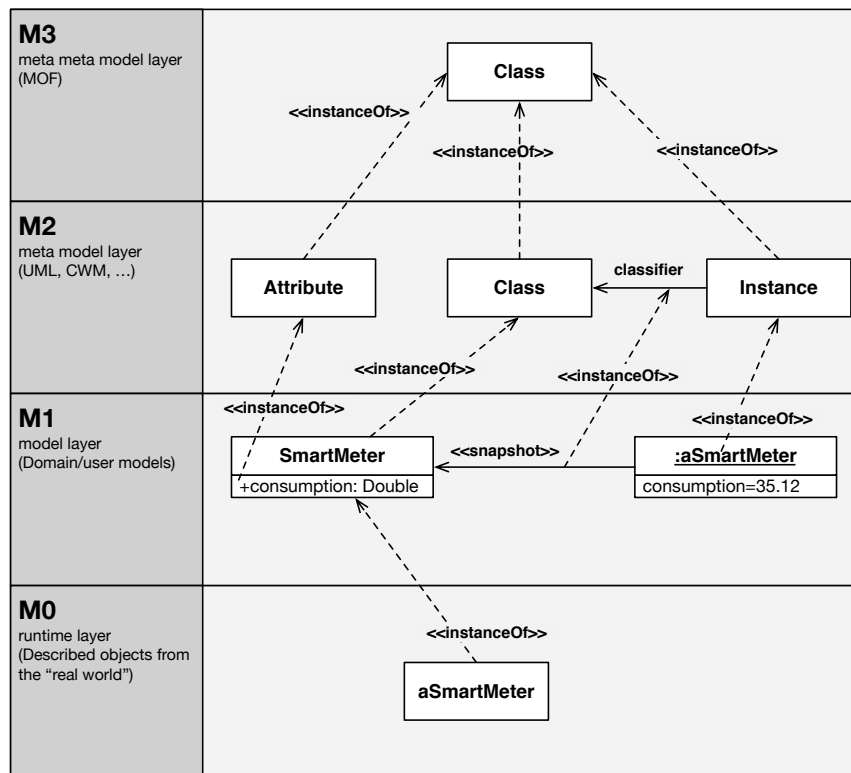 M3
meta meta model layer
(MOF)
Class
<<instanceOf>>
<<instanceOf>>
<<instanceOf>>
M2
meta model layer
(UML, CWM, …)
Attribute
Class
classifier
Instance
<<instanceOf>>
<<instanceOf>>
<<instanceOf>>
<<instanceOf>>
M1
model layer
(Domain/user models)
SmartMeter
+consumption: Double
<<snapshot>>
:aSmartMeter
consumption=35.12
M0
runtime layer
(Described objects from
the “real world”)
<<instanceOf>>
aSmartMeter